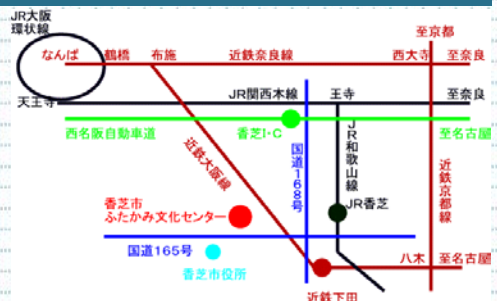 JR大阪
環状線
至京都
なんば
鶴橋
布施
近鉄奈良線
西大寺
至奈良
天王寺
JR関西本線
王寺
至奈良
西名阪自動車道
香芝I・C
至名古屋
近鉄大阪線
国道168号
JR和歌山線
近鉄京都線
香芝市
ふたかみ文化センター
JR香芝
国道165号
香芝市役所
八木
至名古屋
近鉄下田